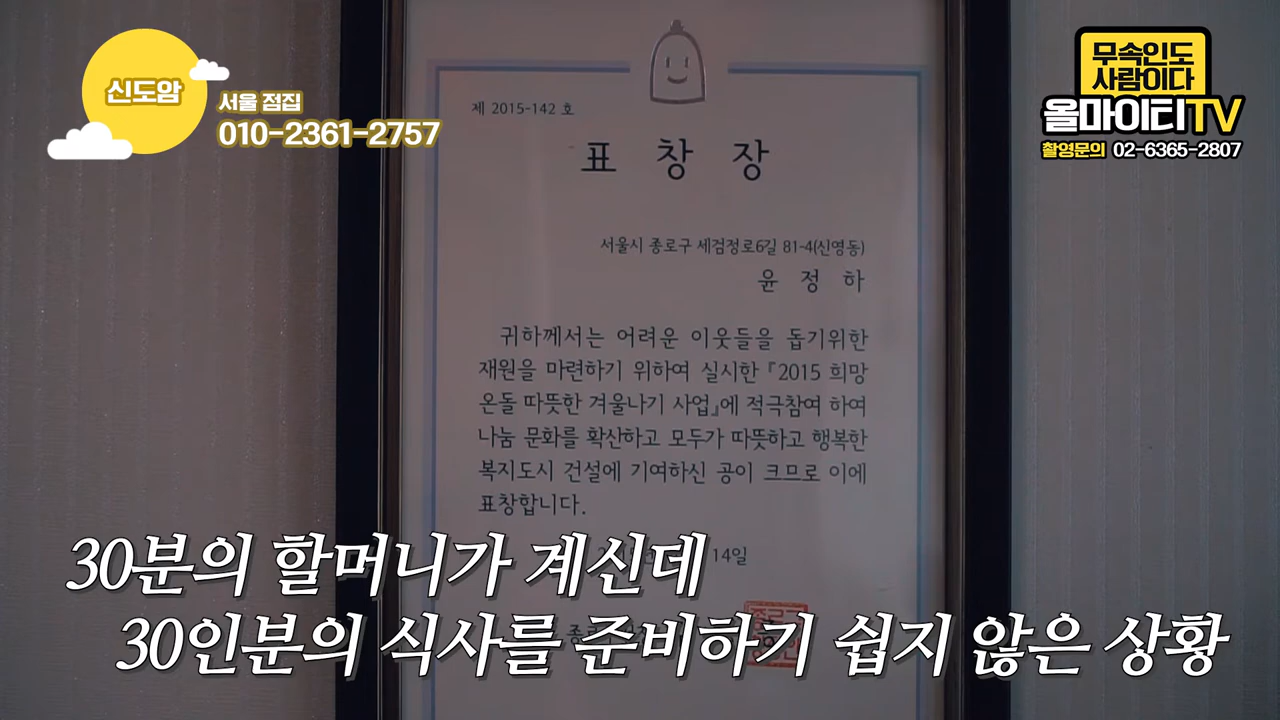 신도암
서울 점집
010-2361-2757
무속인도
사람이다
올마이티TV
촬영문의 02-6365-2807
제 2015-142 호
표 창 장
서울시 종로구 세검정로6길 81-4(신영동)
윤 정 하
귀하께서는 어려운 이웃들을 돕기위한
재원을 마련하기 위하여 실시한 『2015 희망
온돌 따뜻한 겨울나기 사업』에 적극참여 하여
나눔 문화를 확산하고 모두가 따뜻하고 행복한
복지도시 건설에 기여하신 공이 크므로 이에
표창합니다.
14일
30분의 할머니가 계신데
30인분의 식사를 준비하기 쉽지 않은 상황